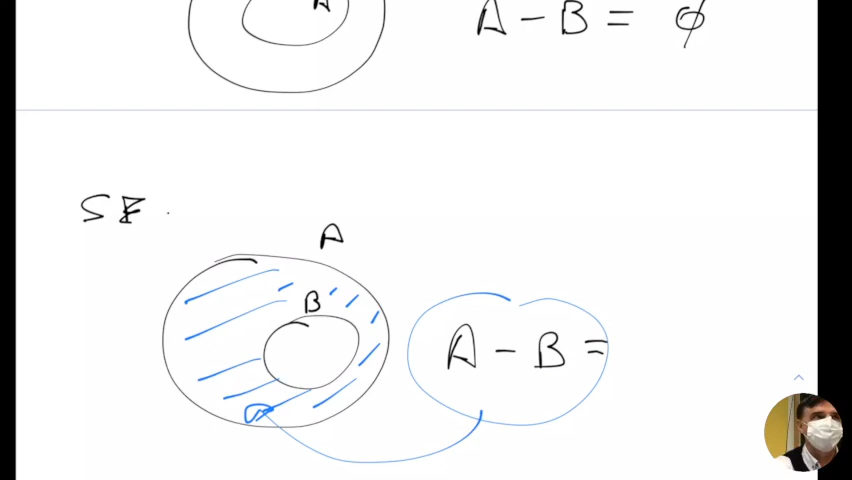 A
A - B = ϕ
SE.
A
B
A - B =